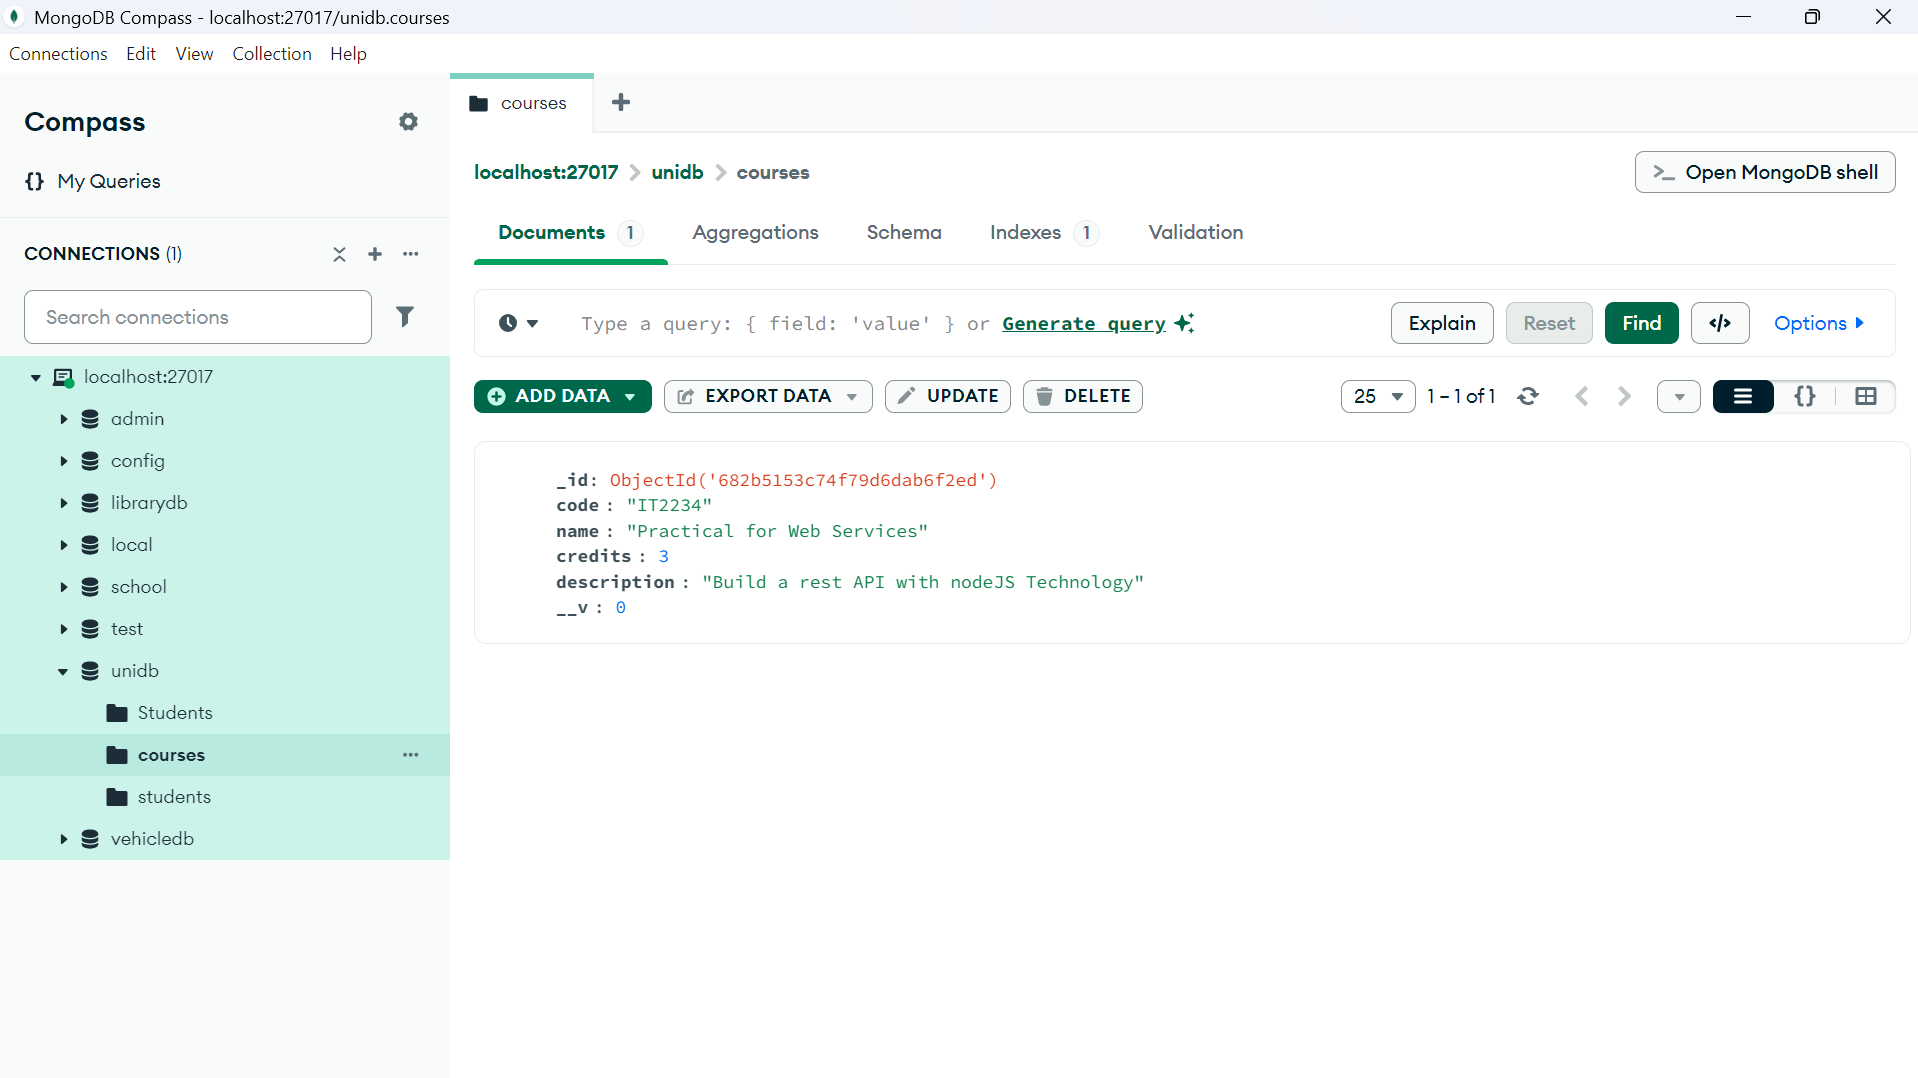 MongoDB Compass - localhost:27017/unidb.courses
Connections Edit View Collection Help
Compass
My Queries
CONNECTIONS (1)
Search connections
localhost:27017
admin
config
librarydb
local
school
test
unidb
Students
courses
students
vehicledb
courses
localhost:27017 > unidb > courses
Open MongoDB shell
Documents 1 Aggregations Schema Indexes 1 Validation
Type a query: { field: 'value' } or Generate query
Explain Reset Find </> Options
ADD DATA EXPORT DATA UPDATE DELETE
25 1 – 1 of 1 {}
_id: ObjectId('682b5153c74f79d6dab6f2ed')
code : "IT2234"
name : "Practical for Web Services"
credits : 3
description : "Build a rest API with nodeJS Technology"
__v : 0